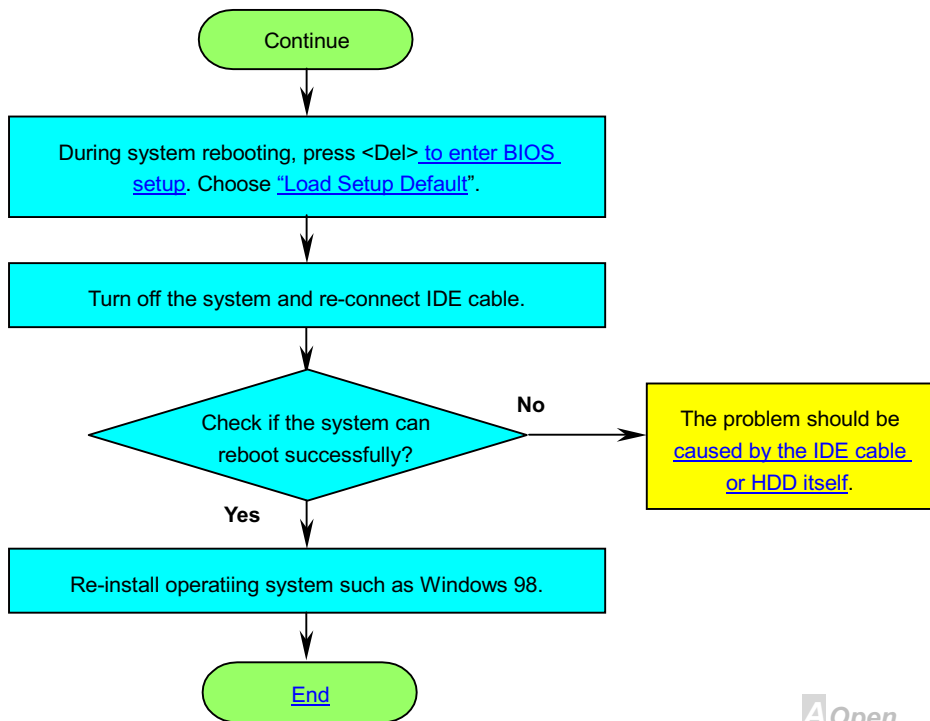 Continue
During system rebooting, press <Del> to enter BIOS
setup. Choose “Load Setup Default”.
Turn off the system and re-connect IDE cable.
Check if the system can
reboot successfully?
No
The problem should be
caused by the IDE cable
or HDD itself.
Yes
Re-install operatiing system such as Windows 98.
End
AOpen